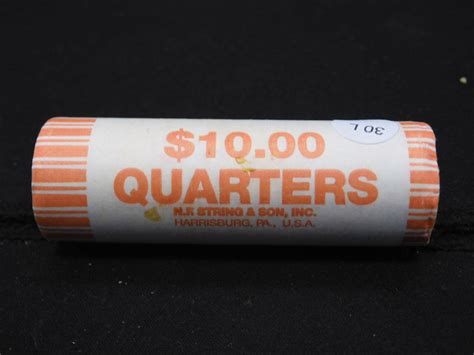 $10.00
QUARTERS
N.F. STRING & SON, INC.
HARRISBURG, PA., U.S.A.
30 L